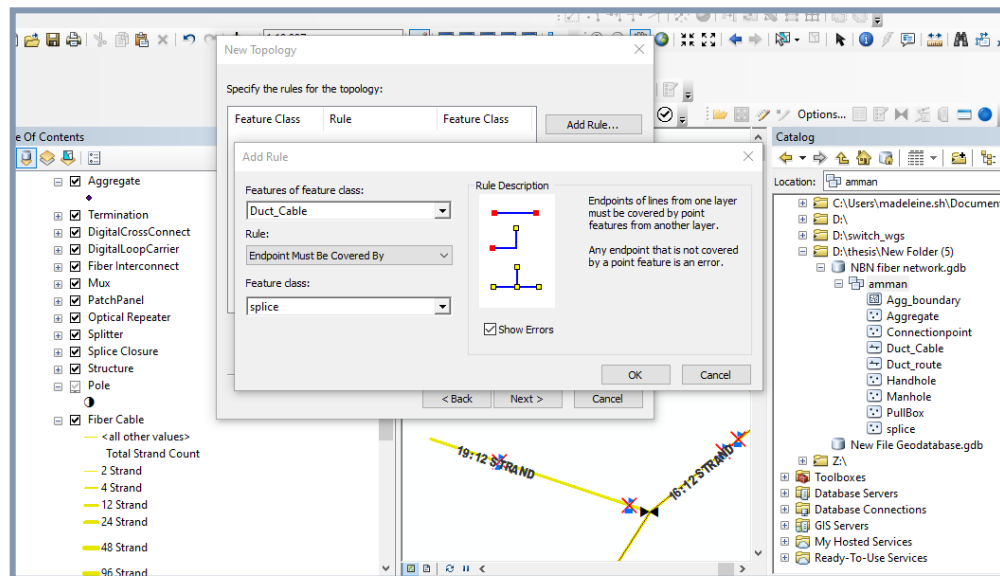 New Topology
Specify the rules for the topology:
Feature Class
Rule
Feature Class
Add Rule...
Options...
e Of Contents
Aggregate
Termination
DigitalCrossConnect
DigitalLoopCarrier
Fiber Interconnect
Mux
PatchPanel
Optical Repeater
Splitter
Splice Closure
Structure
Pole
Fiber Cable
<all other values>
Total Strand Count
2 Strand
4 Strand
12 Strand
24 Strand
48 Strand
96 Strand
Add Rule
Features of feature class:
Duct_Cable
Rule:
Endpoint Must Be Covered By
Feature class:
splice
Rule Description
Endpoints of lines from one layer
must be covered by point
features from another layer.
Any endpoint that is not covered
by a point feature is an error.
Show Errors
OK
Cancel
< Back
Next >
Cancel
19:12 STRAND
16:12 STRAND
Catalog
Location:
amman
C:\Users\madeleine.sh\Document
D:\
D:\switch_wgs
D:\thesis\New Folder (5)
NBN fiber network.gdb
amman
Agg_boundary
Aggregate
Connectionpoint
Duct_Cable
Duct_route
Handhole
Manhole
PullBox
splice
New File Geodatabase.gdb
Z:\
Toolboxes
Database Servers
Database Connections
GIS Servers
My Hosted Services
Ready-To-Use Services